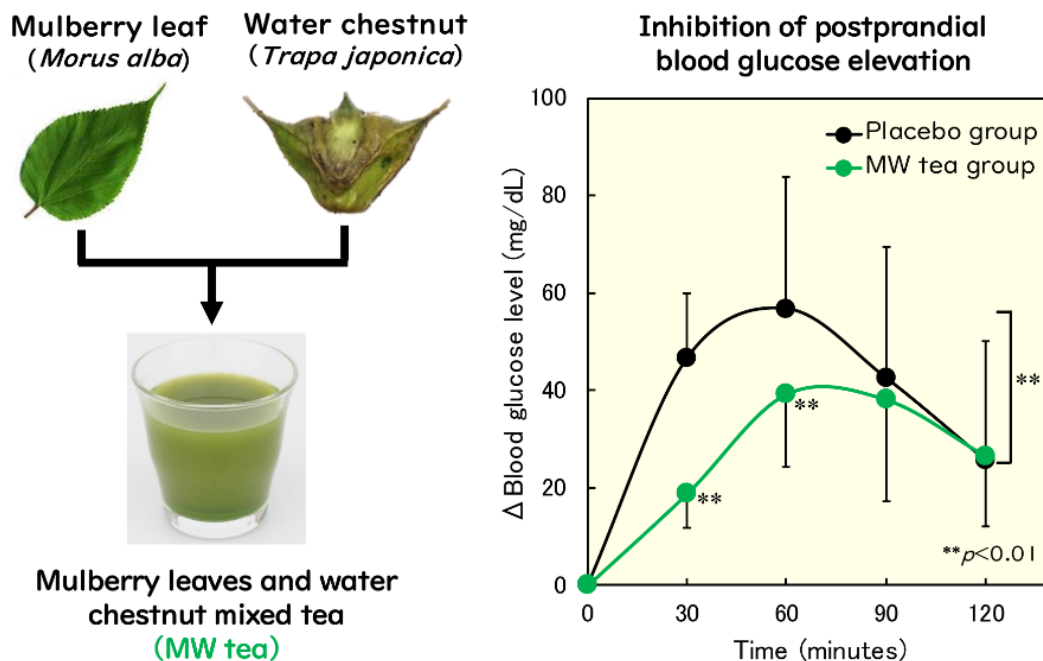 Mulberry leaf
(Morus alba)
Water chestnut
(Trapa japonica)
Mulberry leaves and water
chestnut mixed tea
(MW tea)
Inhibition of postprandial
blood glucose elevation
Δ Blood glucose level (mg/dL)
100
80
60
40
20
0
Placebo group
MW tea group
**
**
**
**p<0.01
0
30
60
90
120
Time (minutes)